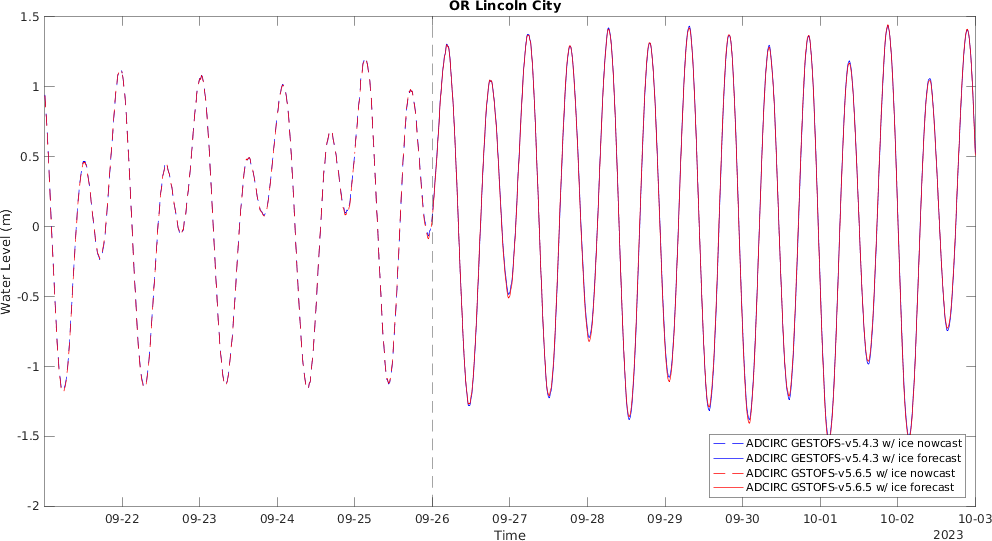 OR Lincoln City
1.5
1
0.5
0
-0.5
-1
-1.5
-2
Water Level (m)
ADCIRC GESTOFS-v5.4.3 w/ ice nowcast
ADCIRC GESTOFS-v5.4.3 w/ ice forecast
ADCIRC GSTOFS-v5.6.5 w/ ice nowcast
ADCIRC GSTOFS-v5.6.5 w/ ice forecast
09-22 09-23 09-24 09-25 09-26 09-27 09-28 09-29 09-30 10-01 10-02 10-03
Time
2023